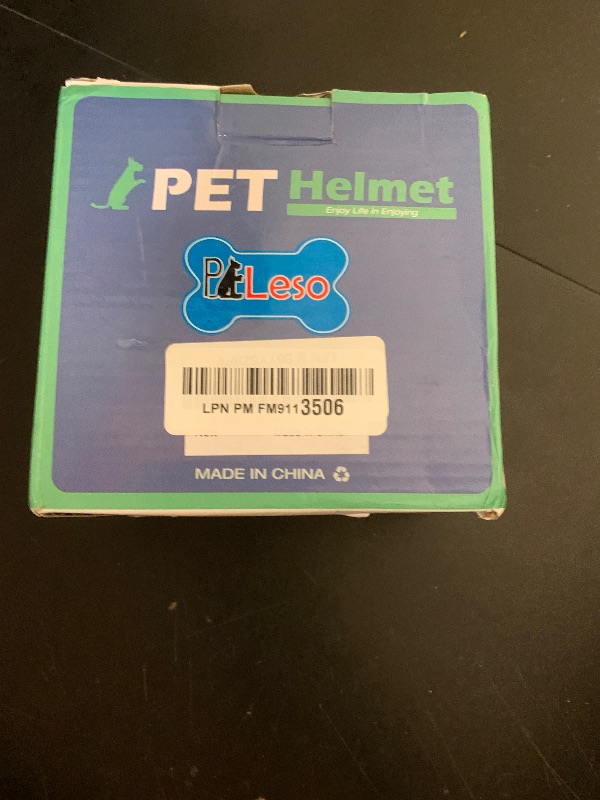 PET Helmet
Enjoy Life in Enjoying
PetLeso
LPN PM FM9113506
MADE IN CHINA